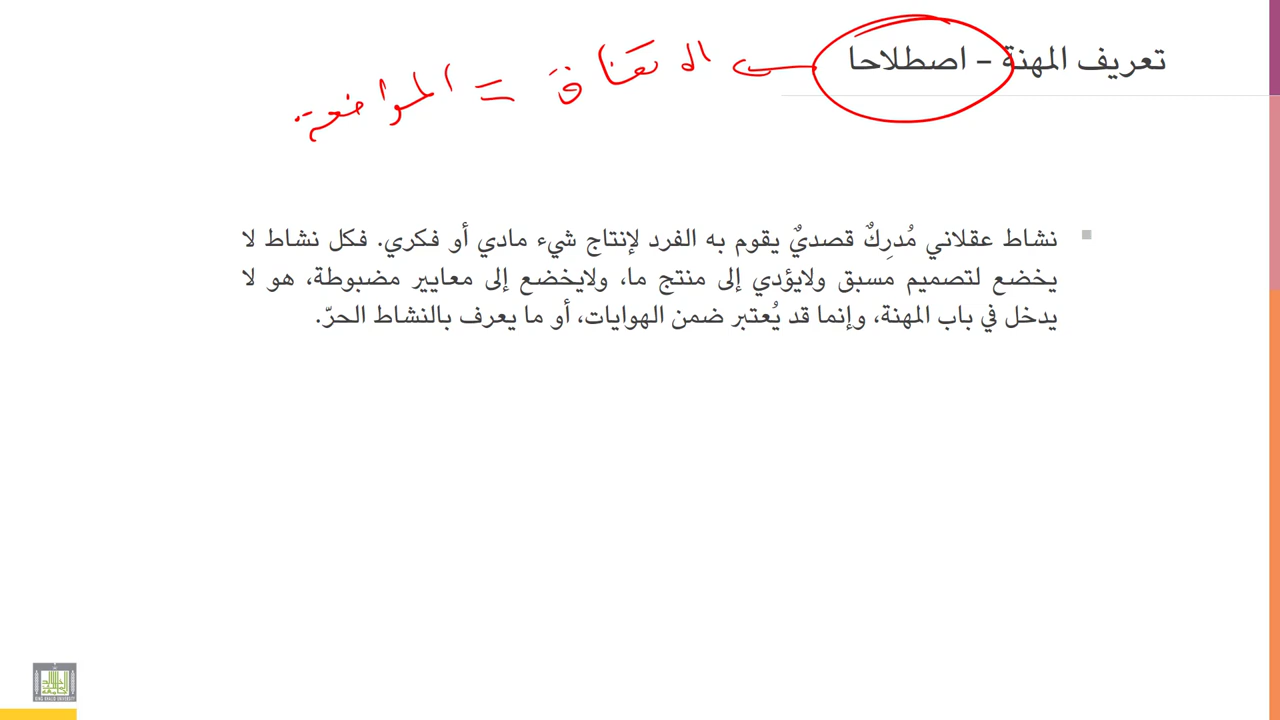 تعريف المهنة – اصطلاحا
= المواضعة
نشاط عقلاني مُدرِكٌ قصديٌ يقوم به الفرد لإنتاج شيء مادي أو فكري. فكل نشاط لا
يخضع لتصميم مسبق ولايؤدي إلى منتج ما، ولايخضع إلى معايير مضبوطة، هو لا
يدخل في باب المهنة، وإنما قد يُعتبر ضمن الهوايات، أو ما يعرف بالنشاط الحرّ.